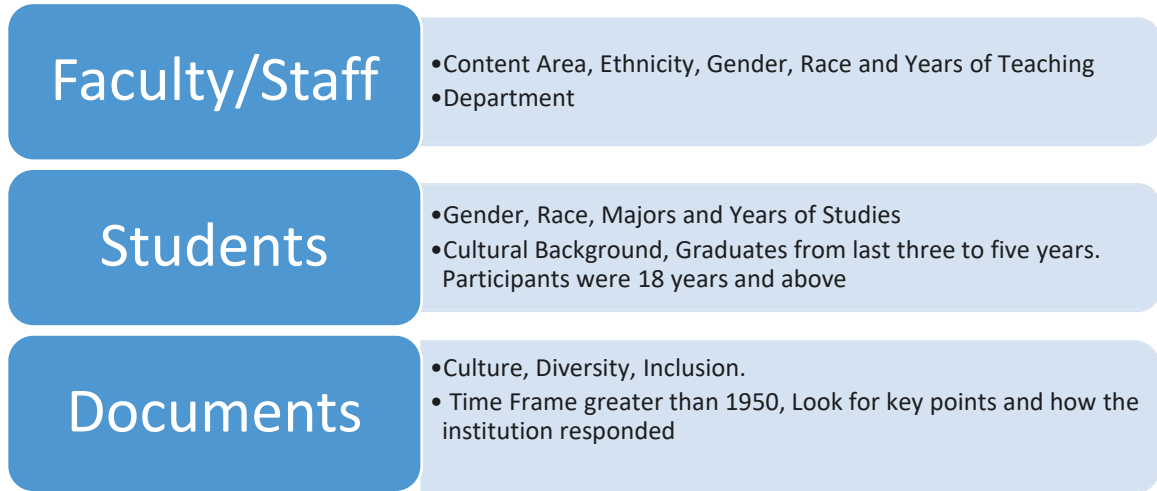 Faculty/Staff
•Content Area, Ethnicity, Gender, Race and Years of Teaching
•Department
Students
•Gender, Race, Majors and Years of Studies
•Cultural Background, Graduates from last three to five years.
Participants were 18 years and above
Documents
•Culture, Diversity, Inclusion.
• Time Frame greater than 1950, Look for key points and how the
institution responded